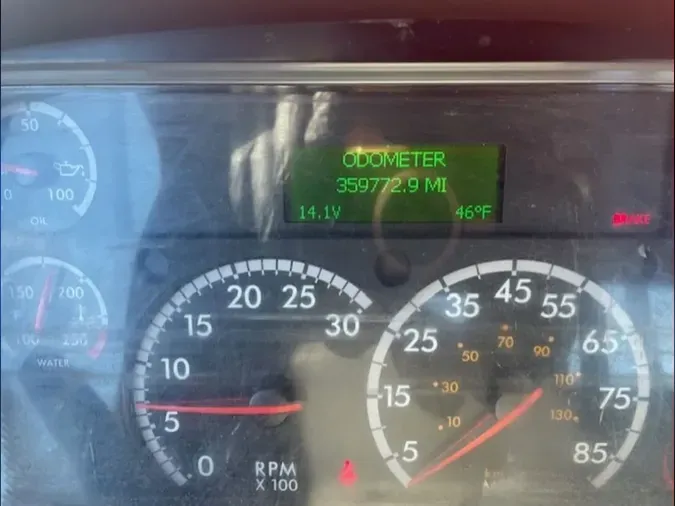 ODOMETER
359772.9 MI
14.1V 46°F
BRAKE
50
0 100
OIL
150 200
100 250
WATER
0 5 10 15 20 25 30
RPM
X 100
5 15 25 35 45 55 65 75 85
10 30 50 70 90 110 130